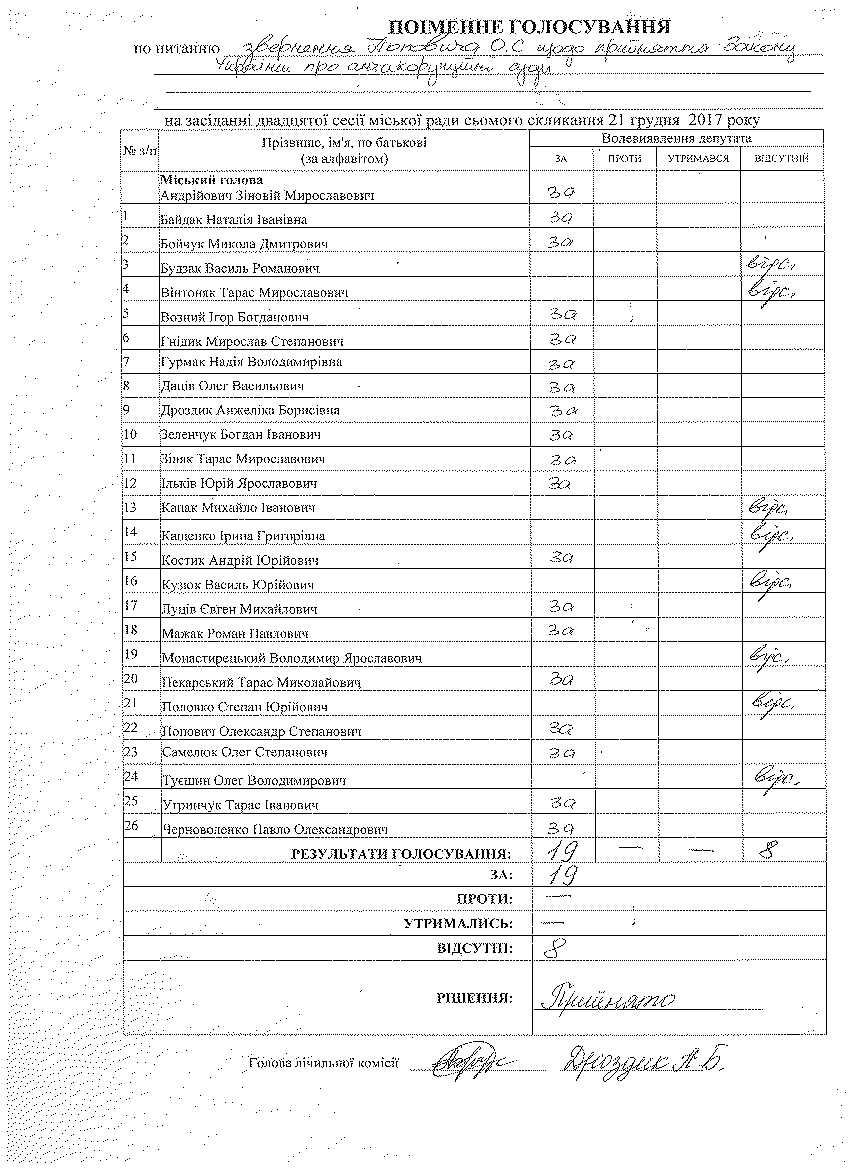 ПОІМЕННЕ ГОЛОСУВАННЯ
по питанню звернення Поповича О.С щодо прийняття Закону
України про антикорупційні суди
на засіданні двадцятої сесії міської ради сьомого скликання 21 грудня 2017 року
№ з/п Прізвище, ім'я, по батькові (за алфавітом) Волевиявлення депутата
ЗА ПРОТИ УТРИМАВСЯ ВІДСУТНІЙ
Міський голова
Андрійович Зіновій Мирославович за
1 Байдак Наталія Іванівна за
2 Бойчук Микола Дмитрович за
3 Будзак Василь Романович відс.
4 Вінтоняк Тарас Мирославович відс.
5 Возний Ігор Богданович за
6 Гнідик Мирослав Степанович за
7 Гурмак Надія Володимирівна за
8 Даців Олег Васильович за
9 Дроздик Анжеліка Борисівна за
10 Зеленчук Богдан Іванович за
11 Зіняк Тарас Мирославович за
12 Ільків Юрій Ярославович за
13 Капак Михайло Іванович відс.
14 Кащенко Ірина Григорівна відс.
15 Костик Андрій Юрійович за
16 Кузюк Василь Юрійович відс.
17 Луців Євген Михайлович за
18 Мажак Роман Павлович за
19 Монастирецький Володимир Ярославович відс.
20 Пекарський Тарас Миколайович за
21 Половко Степан Юрійович відс.
22 Попович Олександр Степанович за
23 Самелюк Олег Степанович за
24 Туєшин Олег Володимирович відс.
25 Утринчук Тарас Іванович за
26 Черноволенко Павло Олександрович за
РЕЗУЛЬТАТИ ГОЛОСУВАННЯ: 19 — — 8
ЗА: 19
ПРОТИ: —
УТРИМАЛИСЬ: —
ВІДСУТНІ: 8
РІШЕННЯ: Прийнято
Голова лічильної комісії Дроздик А Б.